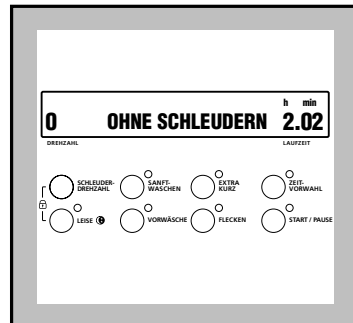 h min
0 OHNE SCHLEUDERN 2.02
DREHZAHL LAUFZEIT
SCHLEUDER-
DREHZAHL
SANFT-
WASCHEN
EXTRA
KURZ
ZEIT-
VORWAHL
LEISE
VORWÄSCHE
FLECKEN
START / PAUSE